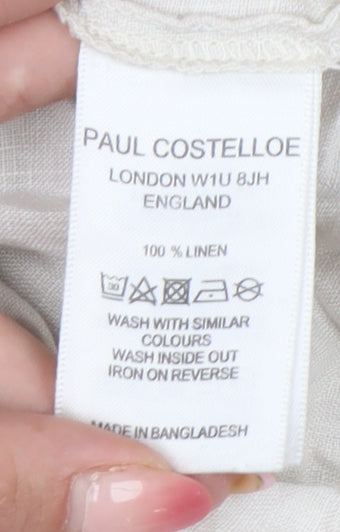 PAUL COSTELLOE
LONDON W1U 8JH
ENGLAND
100 % LINEN
30
WASH WITH SIMILAR
COLOURS
WASH INSIDE OUT
IRON ON REVERSE
MADE IN BANGLADESH